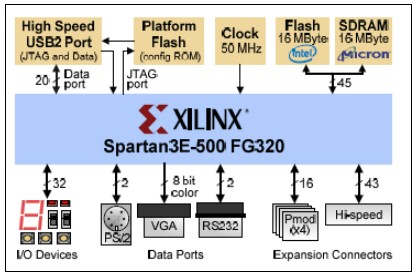 High Speed
USB2 Port
(JTAG and Data)
Platform
Flash
(config ROM)
Clock
50 MHz
Flash
16 MByte
intel
SDRAM
16 MByte
Micron
20
Data
port
JTAG
port
45
XILINX®
Spartan3E-500 FG320
32
2
8 bit
color
2
16
43
PS/2
VGA
RS232
Pmod
(x4)
Hi-speed
I/O Devices
Data Ports
Expansion Connectors